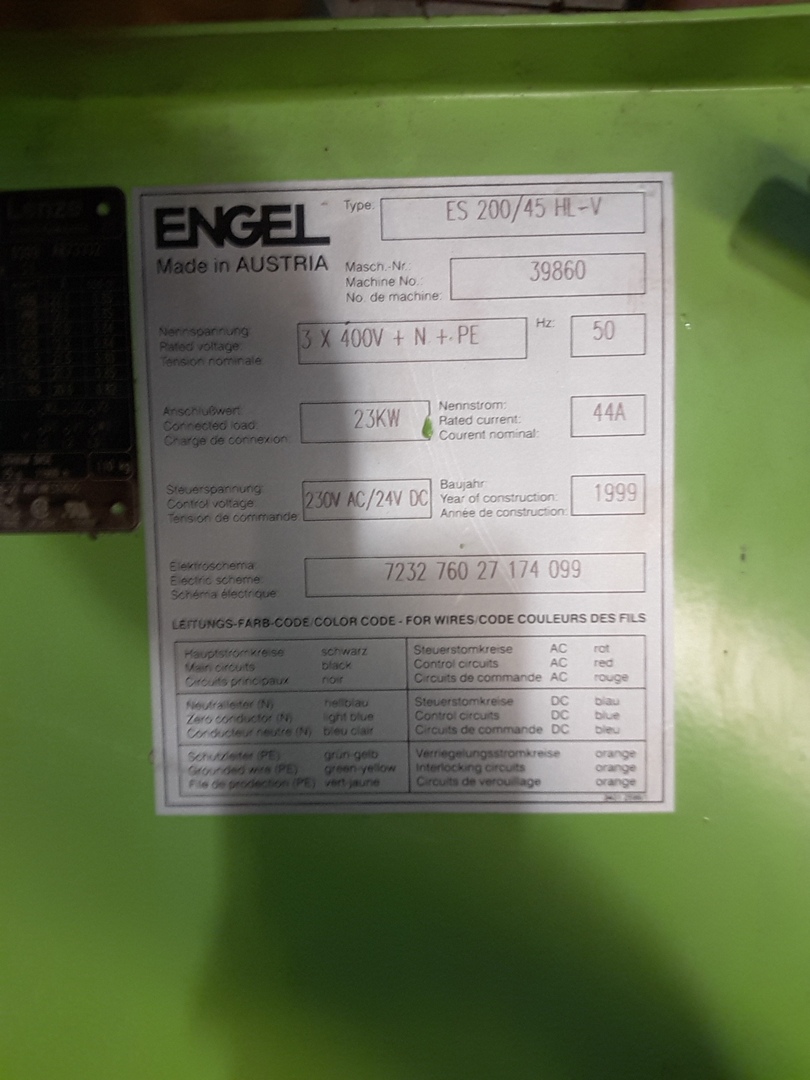 Lenze
ENGEL
Made in AUSTRIA
Type: ES 200/45 HL-V
Masch.-Nr.:
Machine No.: 39860
No. de machine:
Nennspannung:
Rated voltage: 3 X 400V + N + PE Hz: 50
Tension nominale:
Anschlußwert:
Connected load: 23KW
Charge de connexion:
Nennstrom:
Rated current: 44A
Courent nominal:
Steuerspannung:
Control voltage: 230V AC/24V DC
Tension de commande:
Baujahr:
Year of construction: 1999
Année de construction:
Elektroschema:
Electric scheme: 7232 760 27 174 099
Schéma électrique:
LEITUNGS-FARB-CODE/COLOR CODE - FOR WIRES/CODE COULEURS DES FILS
Hauptstromkreise schwarz
Main circuits black
Circuits principaux noir
Steuerstomkreise AC rot
Control circuits AC red
Circuits de commande AC rouge
Neutralleiter (N) hellblau
Zero conductor (N) light blue
Conducteur neutre (N) bleu clair
Steuerstomkreise DC blau
Control circuits DC blue
Circuits de commande DC bleu
Schutzleiter (PE) grün-gelb
Grounded wire (PE) green-yellow
File de prodection (PE) vert-jaune
Verriegelungsstromkreise orange
Interlocking circuits orange
Circuits de verouillage orange